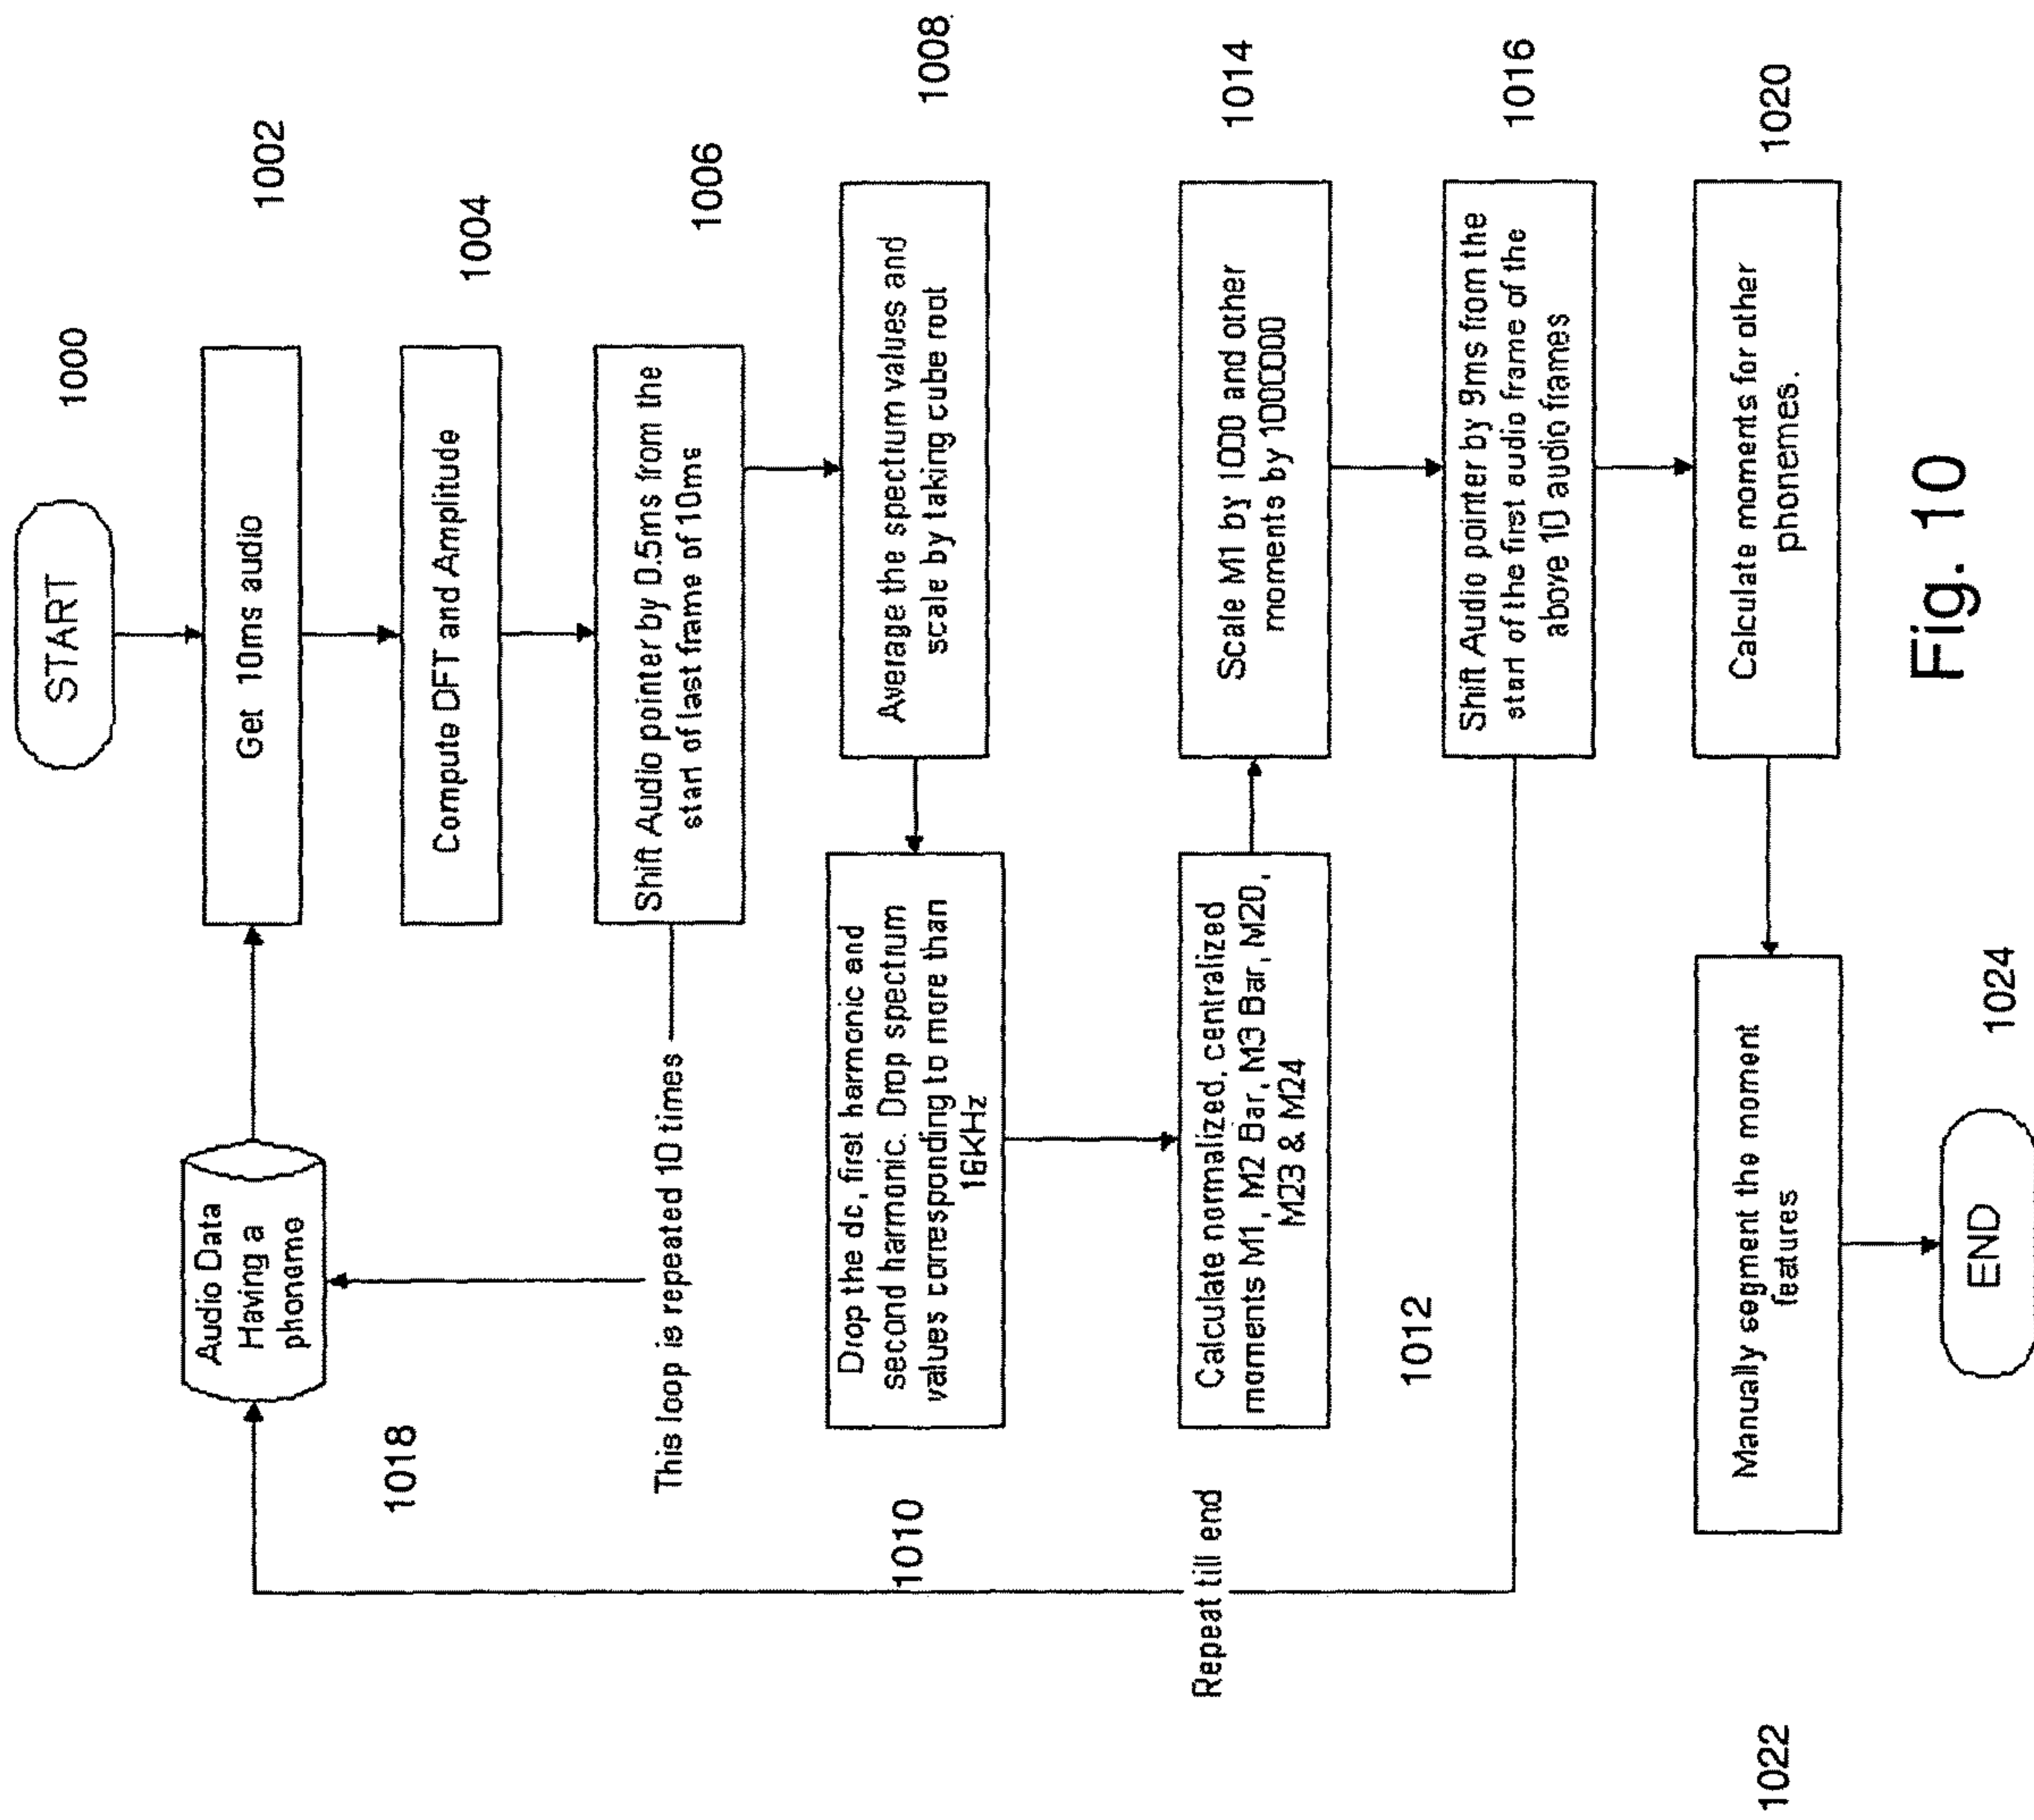 START
1000
Get 10ms audio
1002
Compute DFT and Amplitude
1004
Shift Audio pointer by 0.5ms from the
start of last frame of 10ms
1006
Audio Data
Having a
phoname
1018
This loop is repeated 10 times
Average the spectrum values and
scale by taking cube root
1008
Drop the dc, first harmonic and
second harmonic. Drop spectrum
values corresponding to more than
16KHz
1010
Calculate normalized, centralized
moments M1, M2 Bar, M3 Bar, M20,
M23 & M24
1012
Scale M1 by 1000 and other
moments by 1000000
1014
Shift Audio pointer by 9ms from the
start of the first audio frame of the
above 10 audio frames
1016
Repeat till end
Calculate moments for other
phonemes.
1020
Manually segment the moment
features
1022
END
1024
Fig. 10